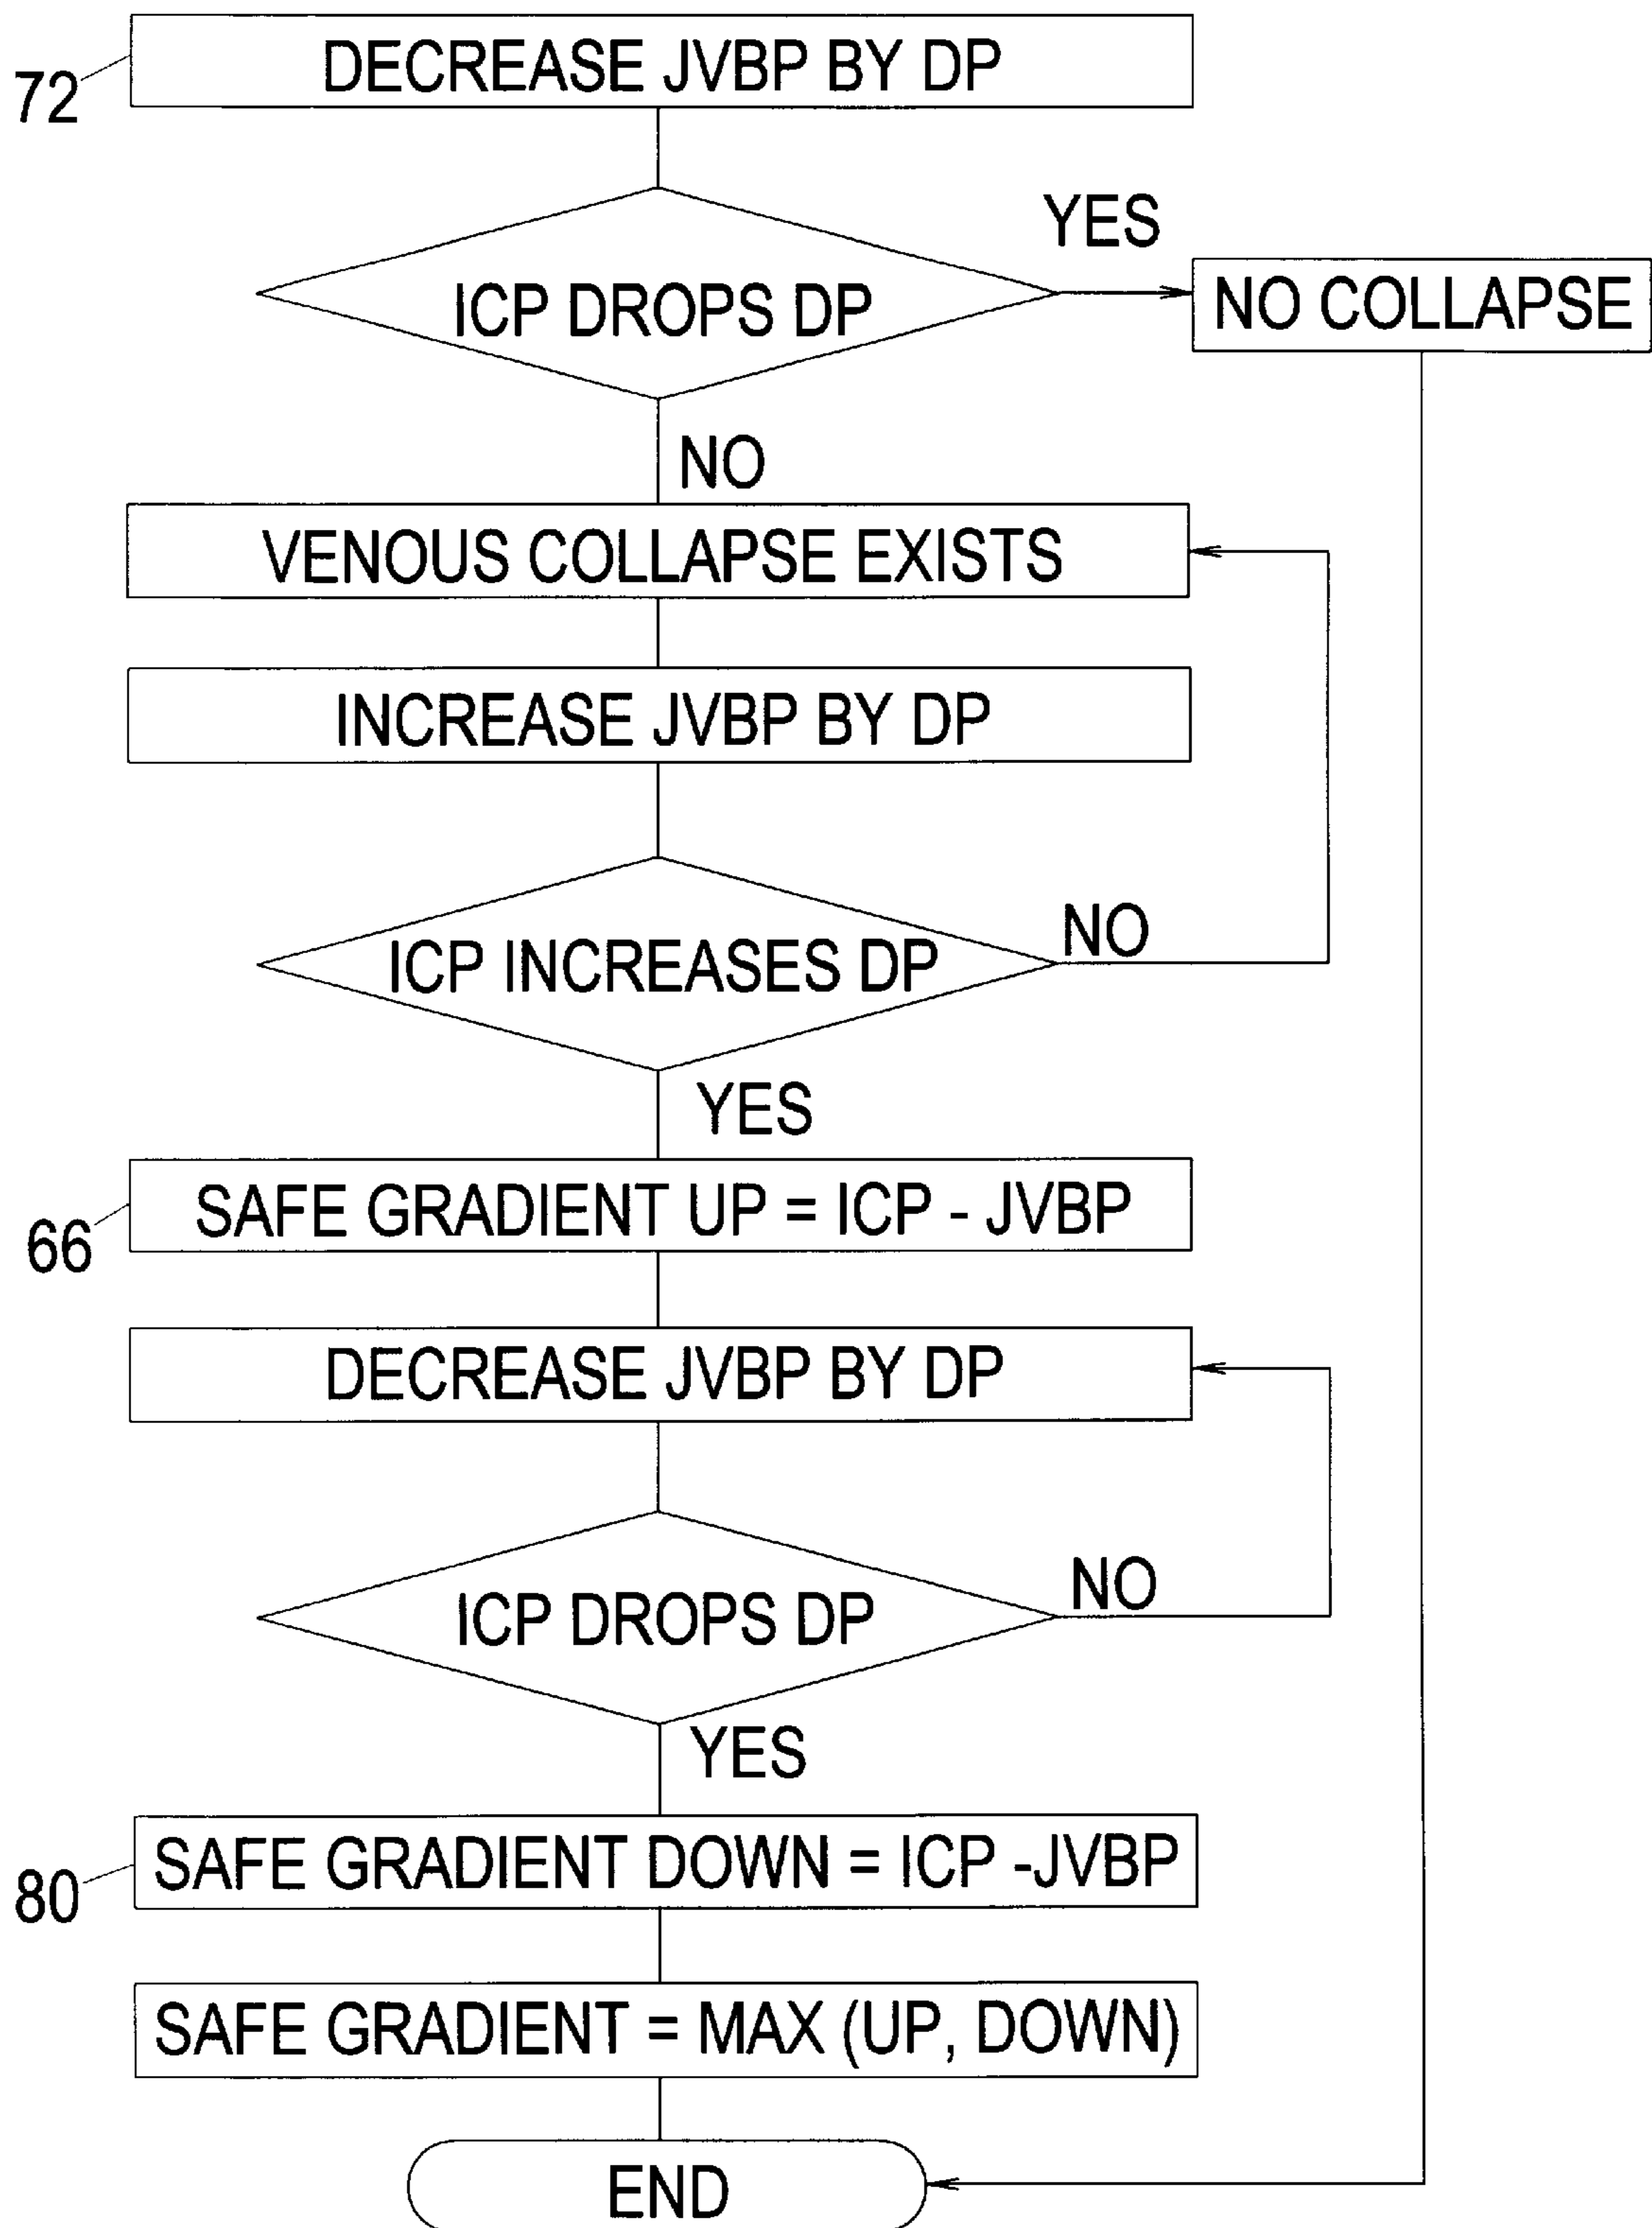 DECREASE JVBP BY DP
72
YES
ICP DROPS DP
NO COLLAPSE
NO
VENOUS COLLAPSE EXISTS
INCREASE JVBP BY DP
ICP INCREASES DP
NO
YES
SAFE GRADIENT UP = ICP - JVBP
66
DECREASE JVBP BY DP
ICP DROPS DP
NO
YES
SAFE GRADIENT DOWN = ICP -JVBP
80
SAFE GRADIENT = MAX (UP, DOWN)
END